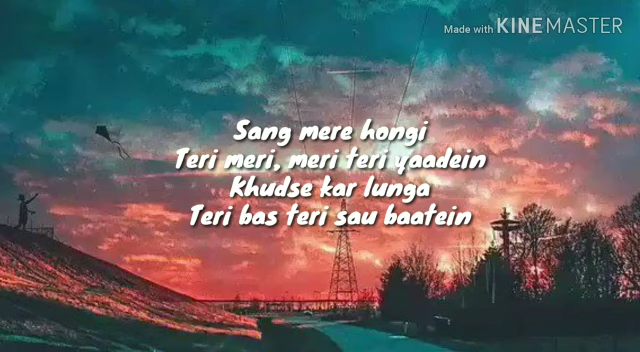 Made with KINEMASTER
Sang mere hongi
Teri meri, meri teri yaadein
Khudse kar lunga
Teri bas teri sau baatein